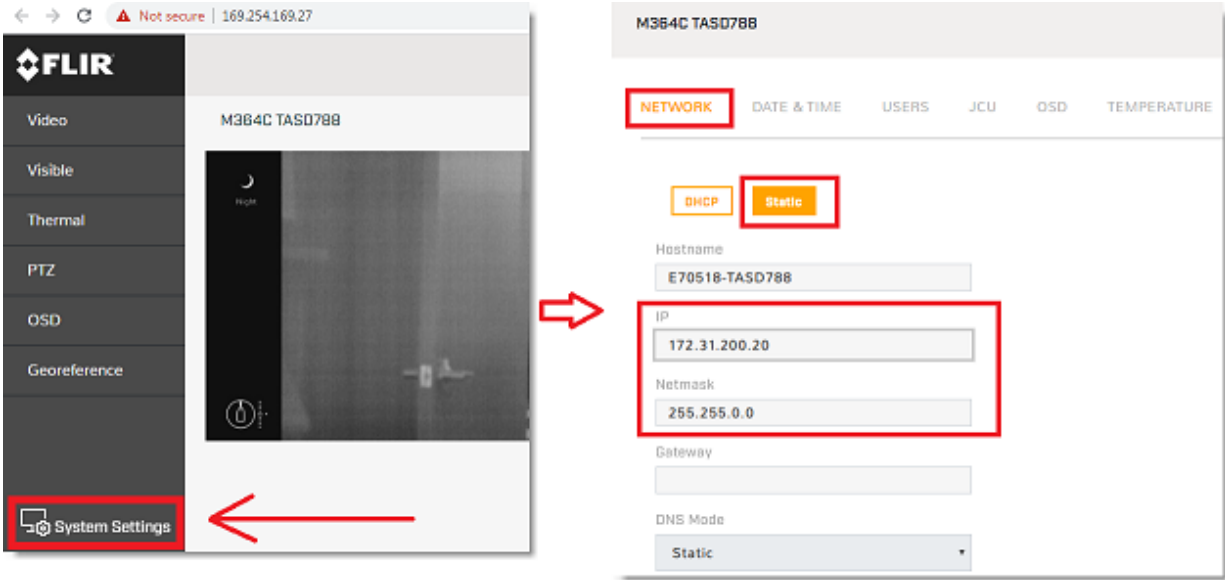 Not secure | 169.254.169.27
FLIR
Video
Visible
Thermal
PTZ
OSD
Georeference
System Settings
M364C TASD788
Night
M364C TASD788
NETWORK DATE & TIME USERS JCU OSD TEMPERATURE
DHCP Static
Hostname
E70518-TASD788
IP
172.31.200.20
Netmask
255.255.0.0
Gateway
DNS Mode
Static